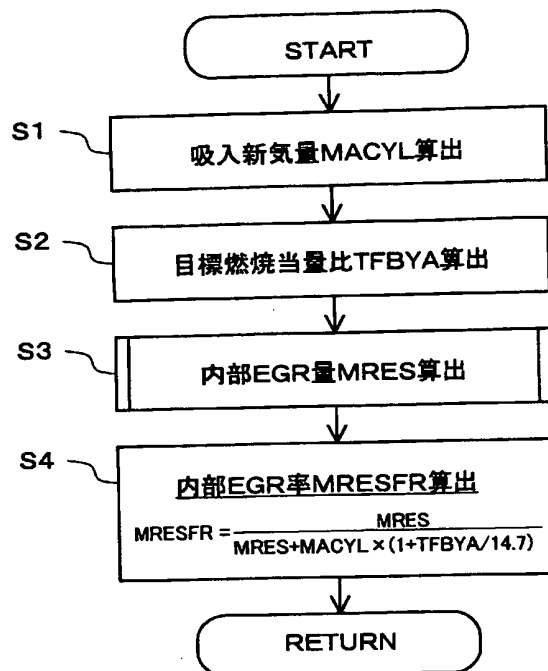 START
S1
吸入新気量MACYL算出
S2
目標燃焼当量比TFBYA算出
S3
内部EGR量MRES算出
S4
内部EGR率MRESFR算出
MRESFR = MRES
MRES+MACYL×(1+TFBYA/14.7)
RETURN